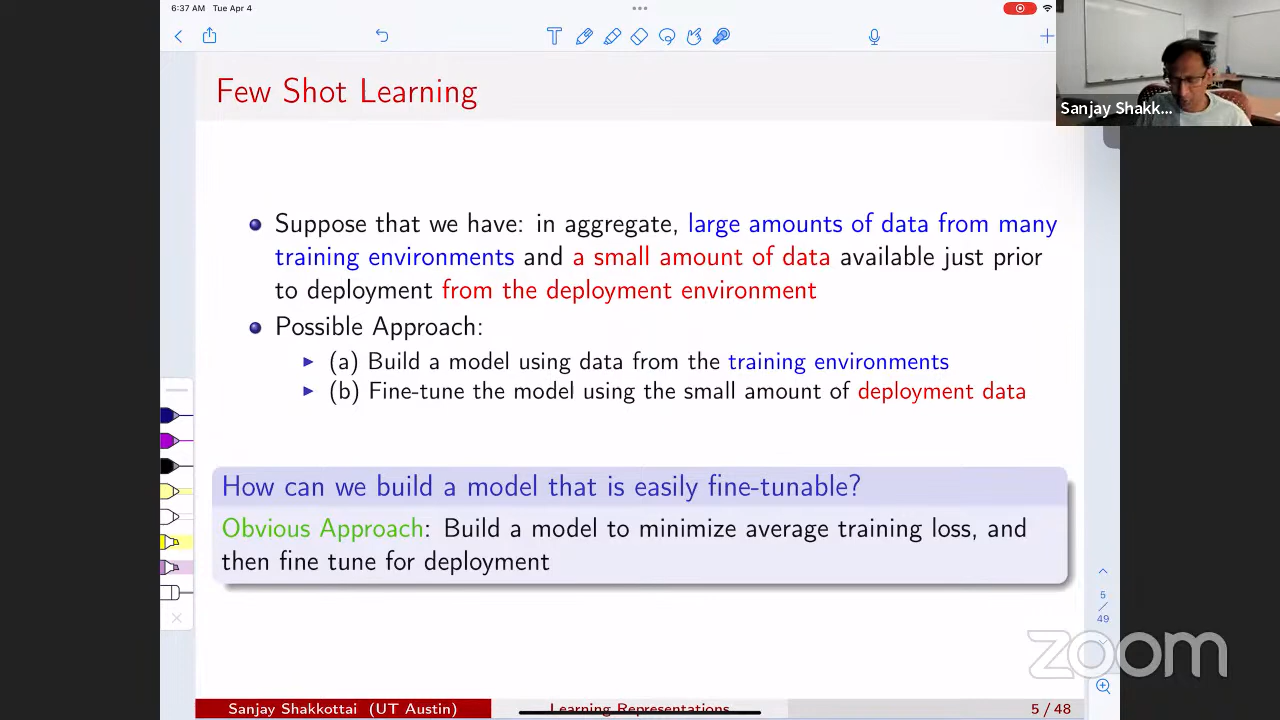 6:37 AM Tue Apr 4
Few Shot Learning
Sanjay Shakk...
Suppose that we have: in aggregate, large amounts of data from many
training environments and a small amount of data available just prior
to deployment from the deployment environment
Possible Approach:
(a) Build a model using data from the training environments
(b) Fine-tune the model using the small amount of deployment data
How can we build a model that is easily fine-tunable?
Obvious Approach: Build a model to minimize average training loss, and
then fine tune for deployment
5
/
49
zoom
Sanjay Shakkottai (UT Austin)
Learning Representations
5 / 48